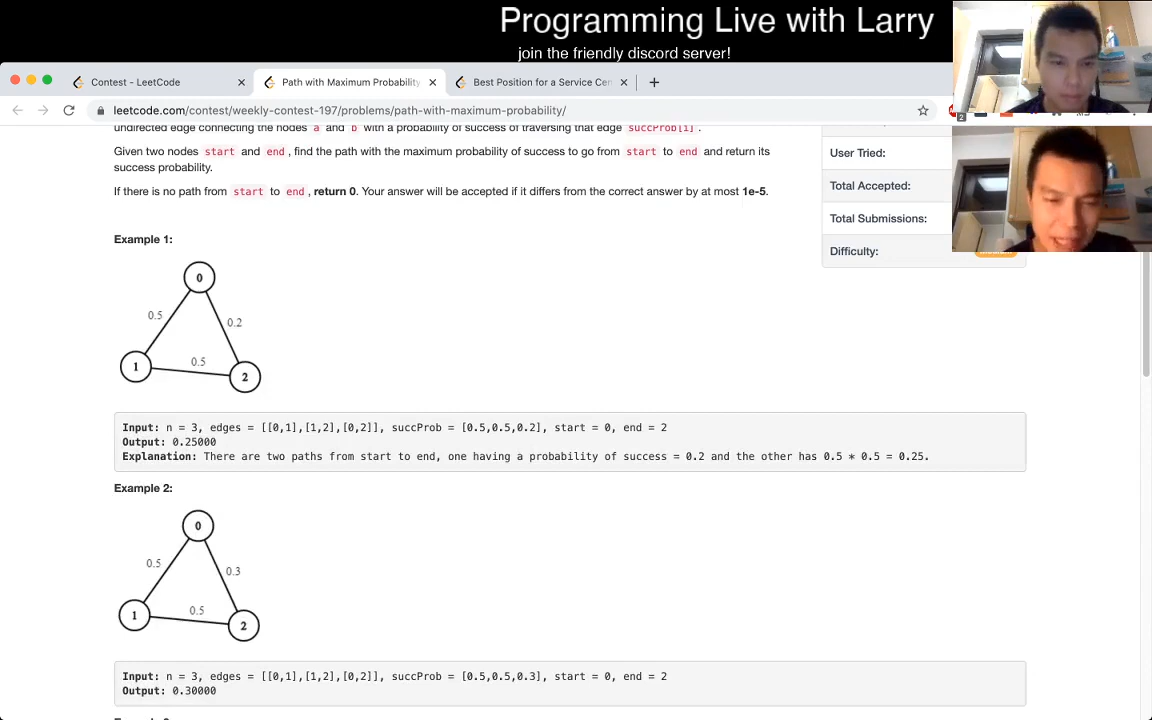 Programming Live with Larry
join the friendly discord server!
Contest - LeetCode
Path with Maximum Probability
Best Position for a Service Cen
leetcode.com/contest/weekly-contest-197/problems/path-with-maximum-probability/
2
undirected edge connecting the nodes a and b with a probability of success of traversing that edge succProb[i].
Given two nodes start and end, find the path with the maximum probability of success to go from start to end and return its
success probability.
If there is no path from start to end, return 0. Your answer will be accepted if it differs from the correct answer by at most 1e-5.
User Tried:
Total Accepted:
Total Submissions:
Difficulty:
Example 1:
0
0.5
0.2
0.5
1
2
Input: n = 3, edges = [[0,1],[1,2],[0,2]], succProb = [0.5,0.5,0.2], start = 0, end = 2
Output: 0.25000
Explanation: There are two paths from start to end, one having a probability of success = 0.2 and the other has 0.5 * 0.5 = 0.25.
Example 2:
0
0.5
0.3
0.5
1
2
Input: n = 3, edges = [[0,1],[1,2],[0,2]], succProb = [0.5,0.5,0.3], start = 0, end = 2
Output: 0.30000